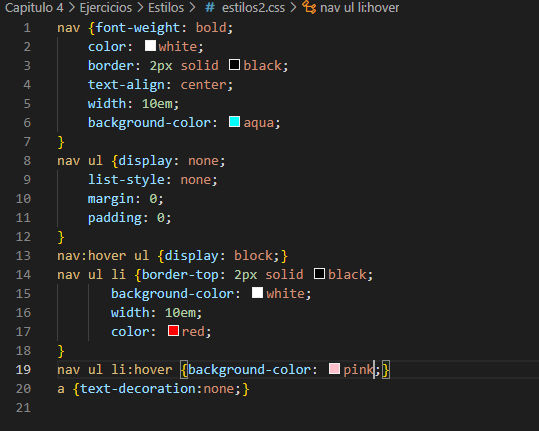 Capitulo 4 > Ejercicios > Estilos > # estilos2.css > nav ul li:hover
1 nav {font-weight: bold;
2 color: white;
3 border: 2px solid black;
4 text-align: center;
5 width: 10em;
6 background-color: aqua;
7 }
8 nav ul {display: none;
9 list-style: none;
10 margin: 0;
11 padding: 0;
12 }
13 nav:hover ul {display: block;}
14 nav ul li {border-top: 2px solid black;
15 background-color: white;
16 width: 10em;
17 color: red;
18 }
19 nav ul li:hover {background-color: pink;}
20 a {text-decoration:none;}
21